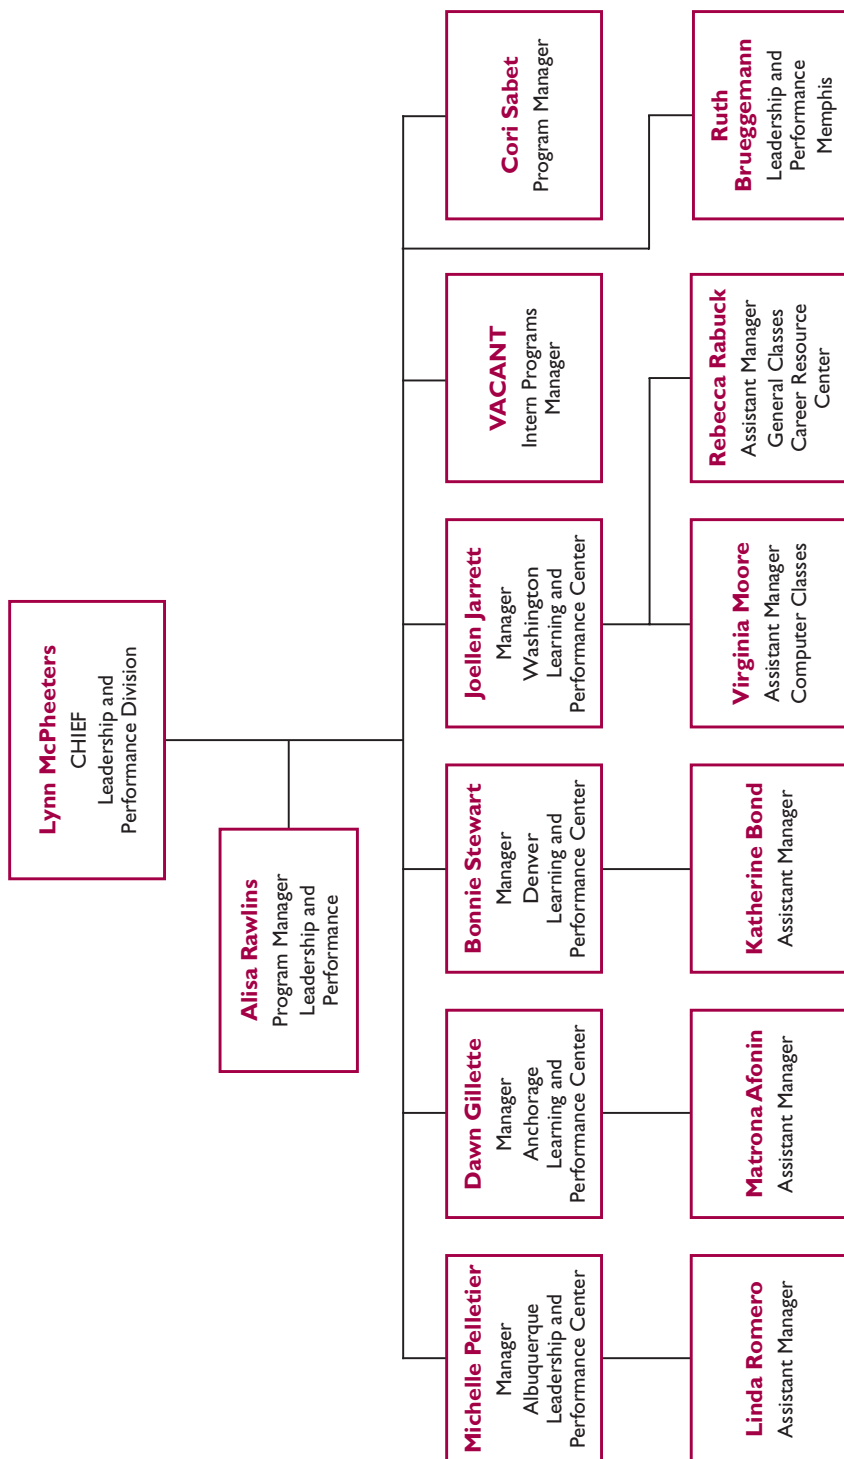 Lynn McPheeters
CHIEF
Leadership and
Performance Division
Alisa Rawlins
Program Manager
Leadership and
Performance
Michelle Pelletier
Manager
Albuquerque
Leadership and
Performance Center
Dawn Gillette
Manager
Anchorage
Learning and
Performance Center
Bonnie Stewart
Manager
Denver
Learning and
Performance Center
Joellen Jarrett
Manager
Washington
Learning and
Performance Center
VACANT
Intern Programs
Manager
Cori Sabet
Program Manager
Linda Romero
Assistant Manager
Matrona Afonin
Assistant Manager
Katherine Bond
Assistant Manager
Virginia Moore
Assistant Manager
Computer Classes
Rebecca Rabuck
Assistant Manager
General Classes
Career Resource
Center
Ruth
Brueggemann
Leadership and
Performance
Memphis